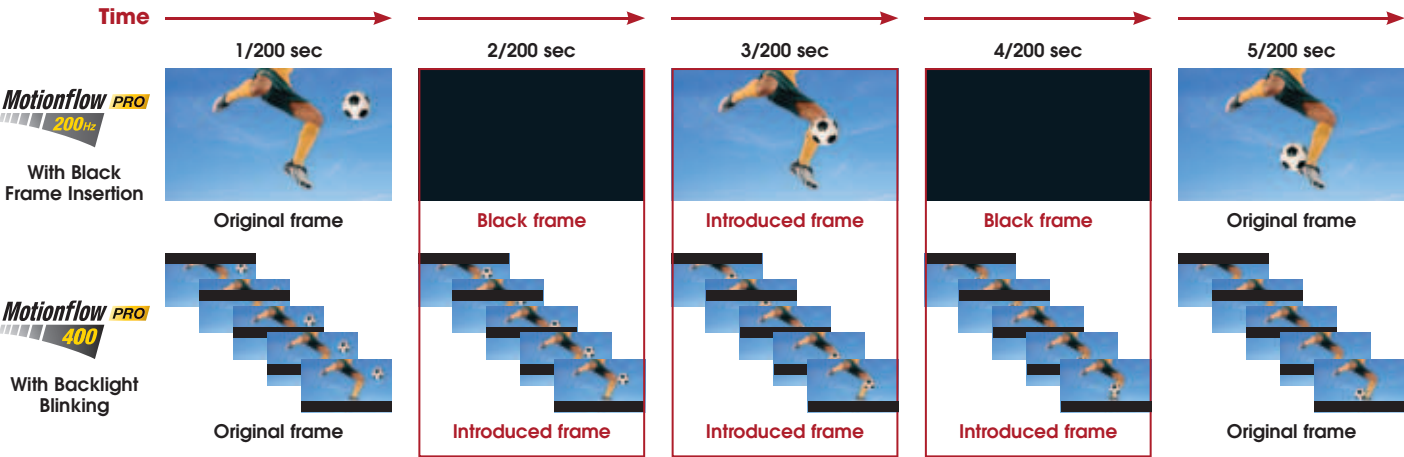 Time
1/200 sec
2/200 sec
3/200 sec
4/200 sec
5/200 sec
Motionflow PRO
200Hz
With Black
Frame Insertion
Original frame
Black frame
Introduced frame
Black frame
Original frame
Motionflow PRO
400
With Backlight
Blinking
Original frame
Introduced frame
Introduced frame
Introduced frame
Original frame